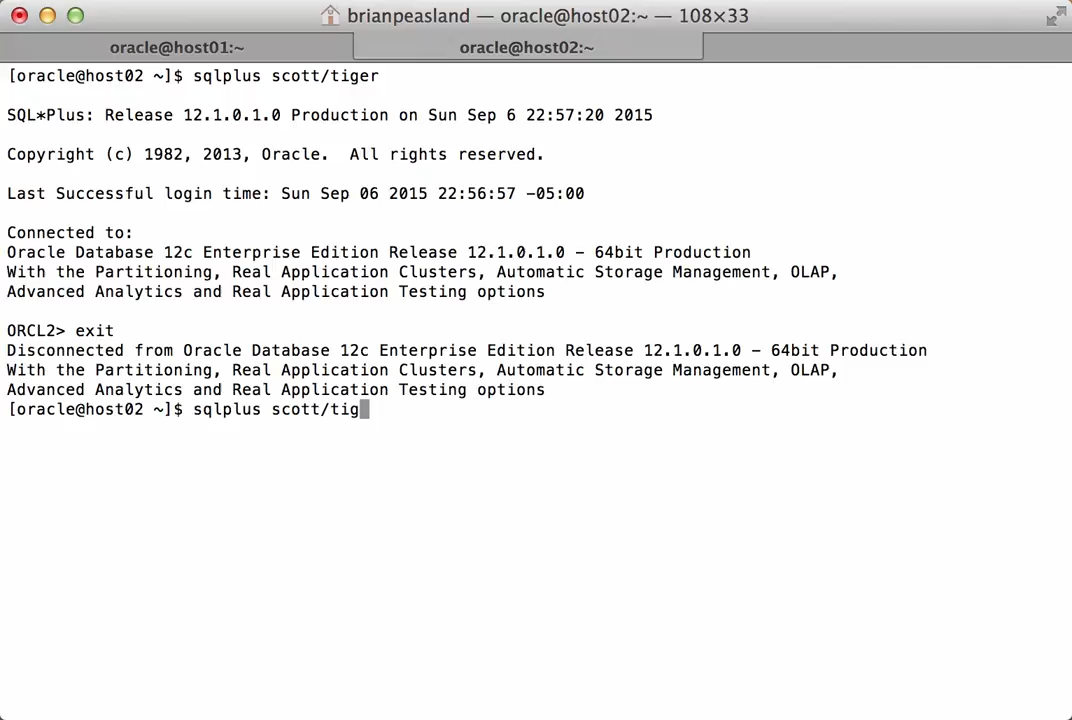 brianpeasland — oracle@host02:~ — 108×33
oracle@host01:~ oracle@host02:~
[oracle@host02 ~]$ sqlplus scott/tiger
SQL*Plus: Release 12.1.0.1.0 Production on Sun Sep 6 22:57:20 2015
Copyright (c) 1982, 2013, Oracle.  All rights reserved.
Last Successful login time: Sun Sep 06 2015 22:56:57 -05:00
Connected to:
Oracle Database 12c Enterprise Edition Release 12.1.0.1.0 - 64bit Production
With the Partitioning, Real Application Clusters, Automatic Storage Management, OLAP,
Advanced Analytics and Real Application Testing options
ORCL2> exit
Disconnected from Oracle Database 12c Enterprise Edition Release 12.1.0.1.0 - 64bit Production
With the Partitioning, Real Application Clusters, Automatic Storage Management, OLAP,
Advanced Analytics and Real Application Testing options
[oracle@host02 ~]$ sqlplus scott/tig